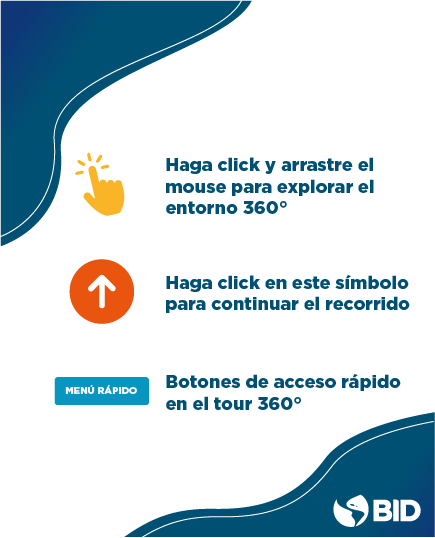 Haga click y arrastre el
mouse para explorar el
entorno 360°
Haga click en este símbolo
para continuar el recorrido
MENÚ RÁPIDO
Botones de acceso rápido
en el tour 360°
BID